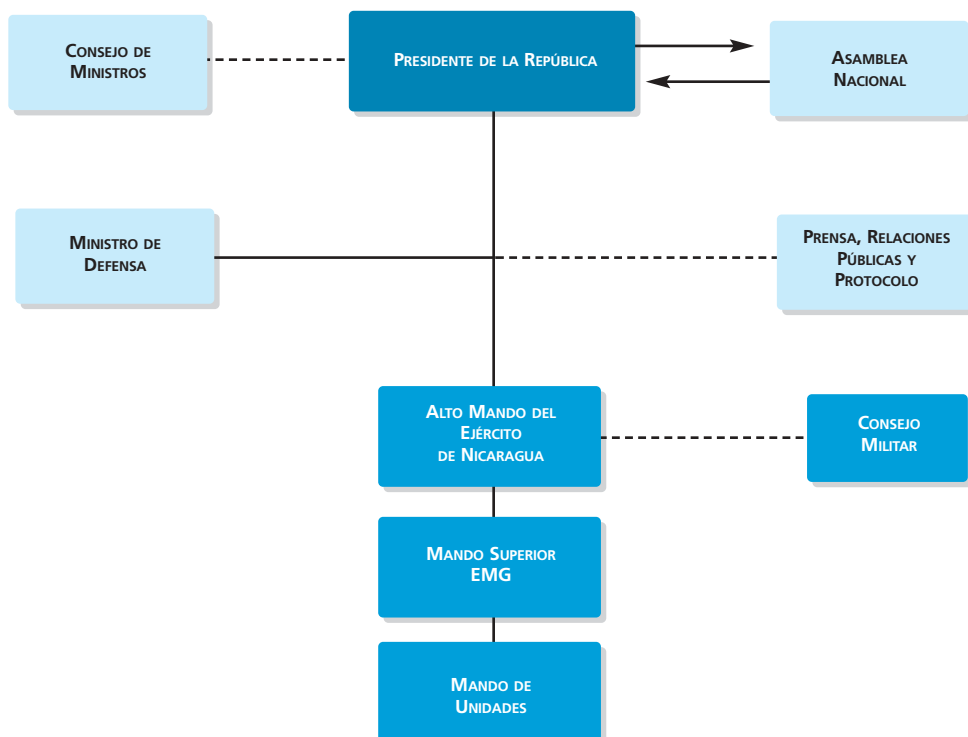 Consejo de
Ministros
Presidente de la República
Asamblea
Nacional
Ministro de
Defensa
Prensa, Relaciones
Públicas y
Protocolo
Alto Mando del
Ejército
de Nicaragua
Consejo
Militar
Mando Superior
EMG
Mando de
Unidades